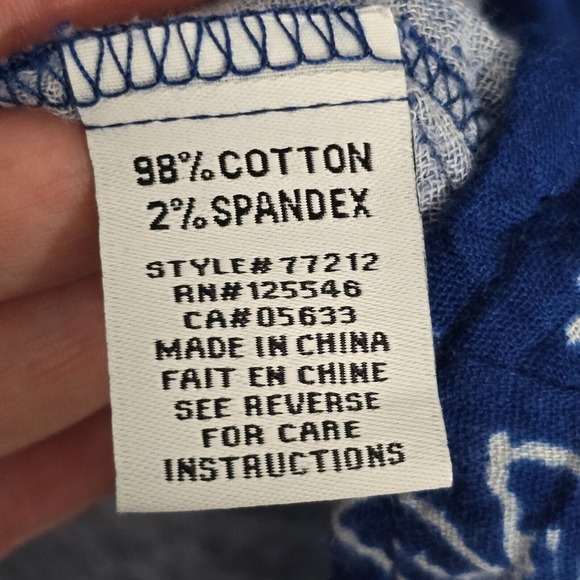 98% COTTON
2% SPANDEX
STYLE# 77212
RN#125546
CA#05633
MADE IN CHINA
FAIT EN CHINE
SEE REVERSE
FOR CARE
INSTRUCTIONS